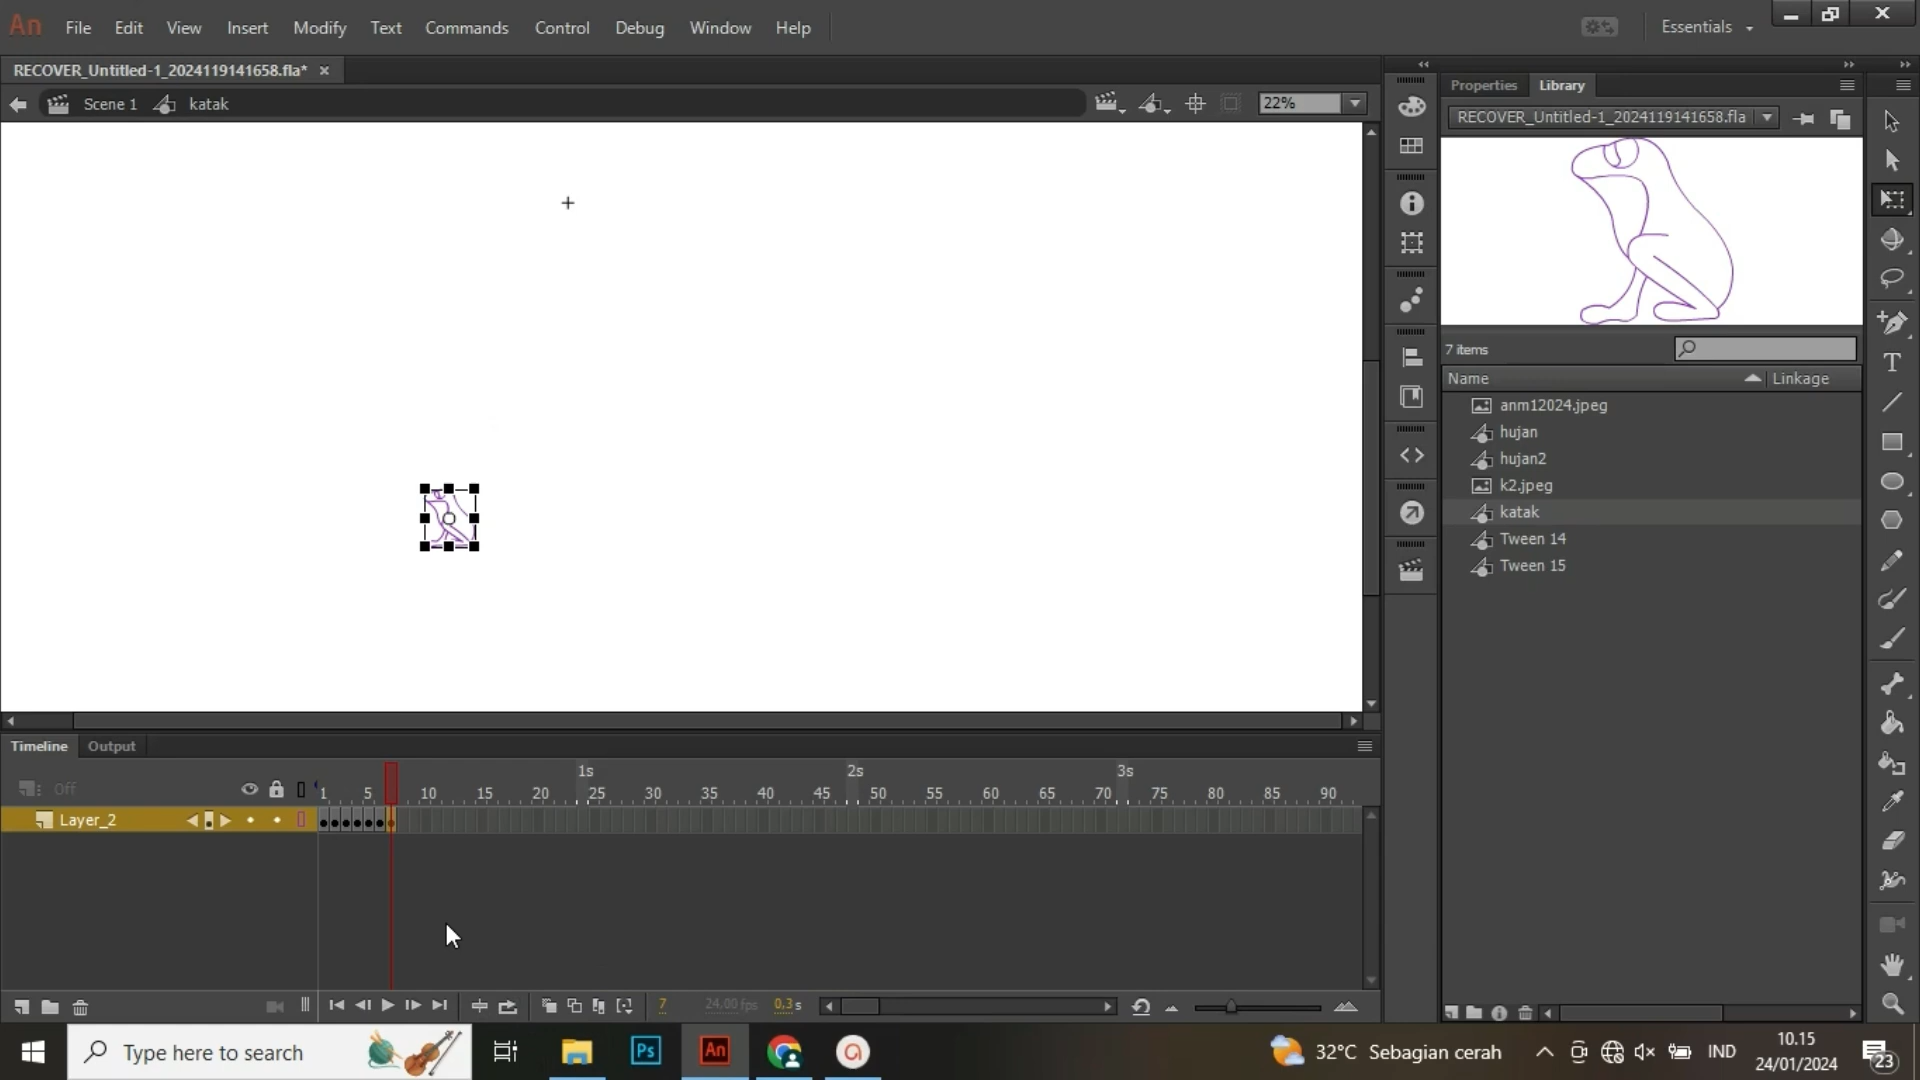 An File Edit View Insert Modify Text Commands Control Debug Window Help Essentials
RECOVER_Untitled-1_2024119141658.fla*
Scene 1 katak 22%
Properties Library
RECOVER_Untitled-1_2024119141658.fla
7 items
Name Linkage
anm12024.jpeg
hujan
hujan2
k2.jpeg
katak
Tween 14
Tween 15
Timeline Output
1s 2s 3s
Off 1 5 10 15 20 25 30 35 40 45 50 55 60 65 70 75 80 85 90
Layer_2
7 24,00 fps 0,3 s
Type here to search
Ps An
32°C Sebagian cerah
IND
10.15
24/01/2024
23